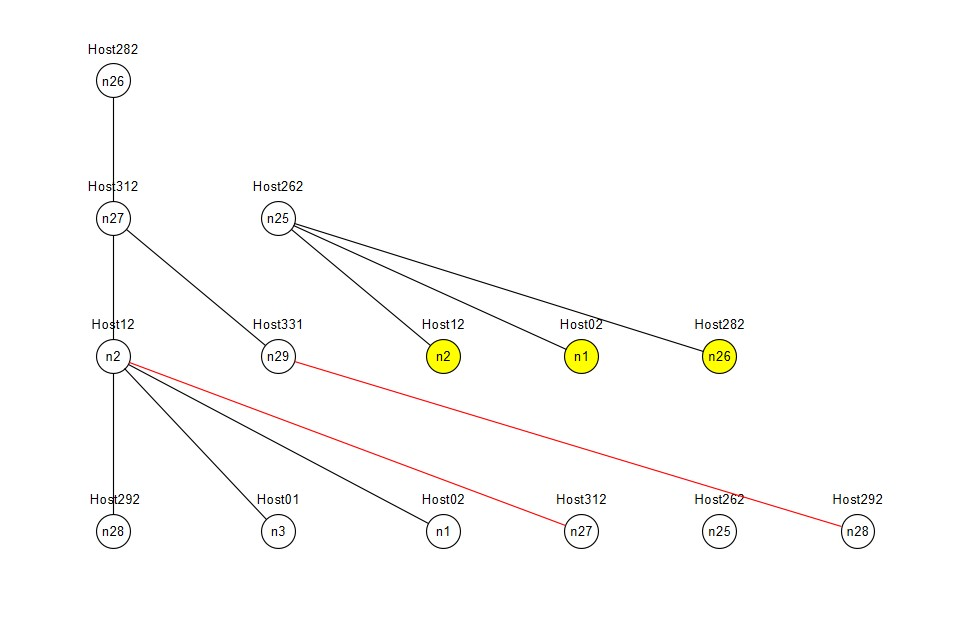 Host282
n26
Host312
Host262
n27
n25
Host12
Host331
Host12
Host02
Host282
n2
n29
n2
n1
n26
Host292
Host01
Host02
Host312
Host262
Host292
n28
n3
n1
n27
n25
n28